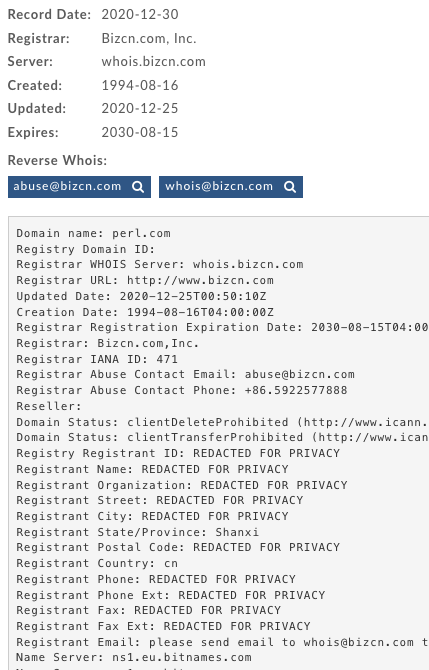 Record Date: 2020-12-30
Registrar: Bizcn.com, Inc.
Server: whois.bizcn.com
Created: 1994-08-16
Updated: 2020-12-25
Expires: 2030-08-15
Reverse Whois:
abuse@bizcn.com whois@bizcn.com
Domain name: perl.com
Registry Domain ID:
Registrar WHOIS Server: whois.bizcn.com
Registrar URL: http://www.bizcn.com
Updated Date: 2020-12-25T00:50:10Z
Creation Date: 1994-08-16T04:00:00Z
Registrar Registration Expiration Date: 2030-08-15T04:00
Registrar: Bizcn.com,Inc.
Registrar IANA ID: 471
Registrar Abuse Contact Email: abuse@bizcn.com
Registrar Abuse Contact Phone: +86.5922577888
Reseller:
Domain Status: clientDeleteProhibited (http://www.icann.
Domain Status: clientTransferProhibited (http://www.ican
Registry Registrant ID: REDACTED FOR PRIVACY
Registrant Name: REDACTED FOR PRIVACY
Registrant Organization: REDACTED FOR PRIVACY
Registrant Street: REDACTED FOR PRIVACY
Registrant City: REDACTED FOR PRIVACY
Registrant State/Province: Shanxi
Registrant Postal Code: REDACTED FOR PRIVACY
Registrant Country: cn
Registrant Phone: REDACTED FOR PRIVACY
Registrant Phone Ext: REDACTED FOR PRIVACY
Registrant Fax: REDACTED FOR PRIVACY
Registrant Fax Ext: REDACTED FOR PRIVACY
Registrant Email: please send email to whois@bizcn.com t
Name Server: ns1.eu.bitnames.com